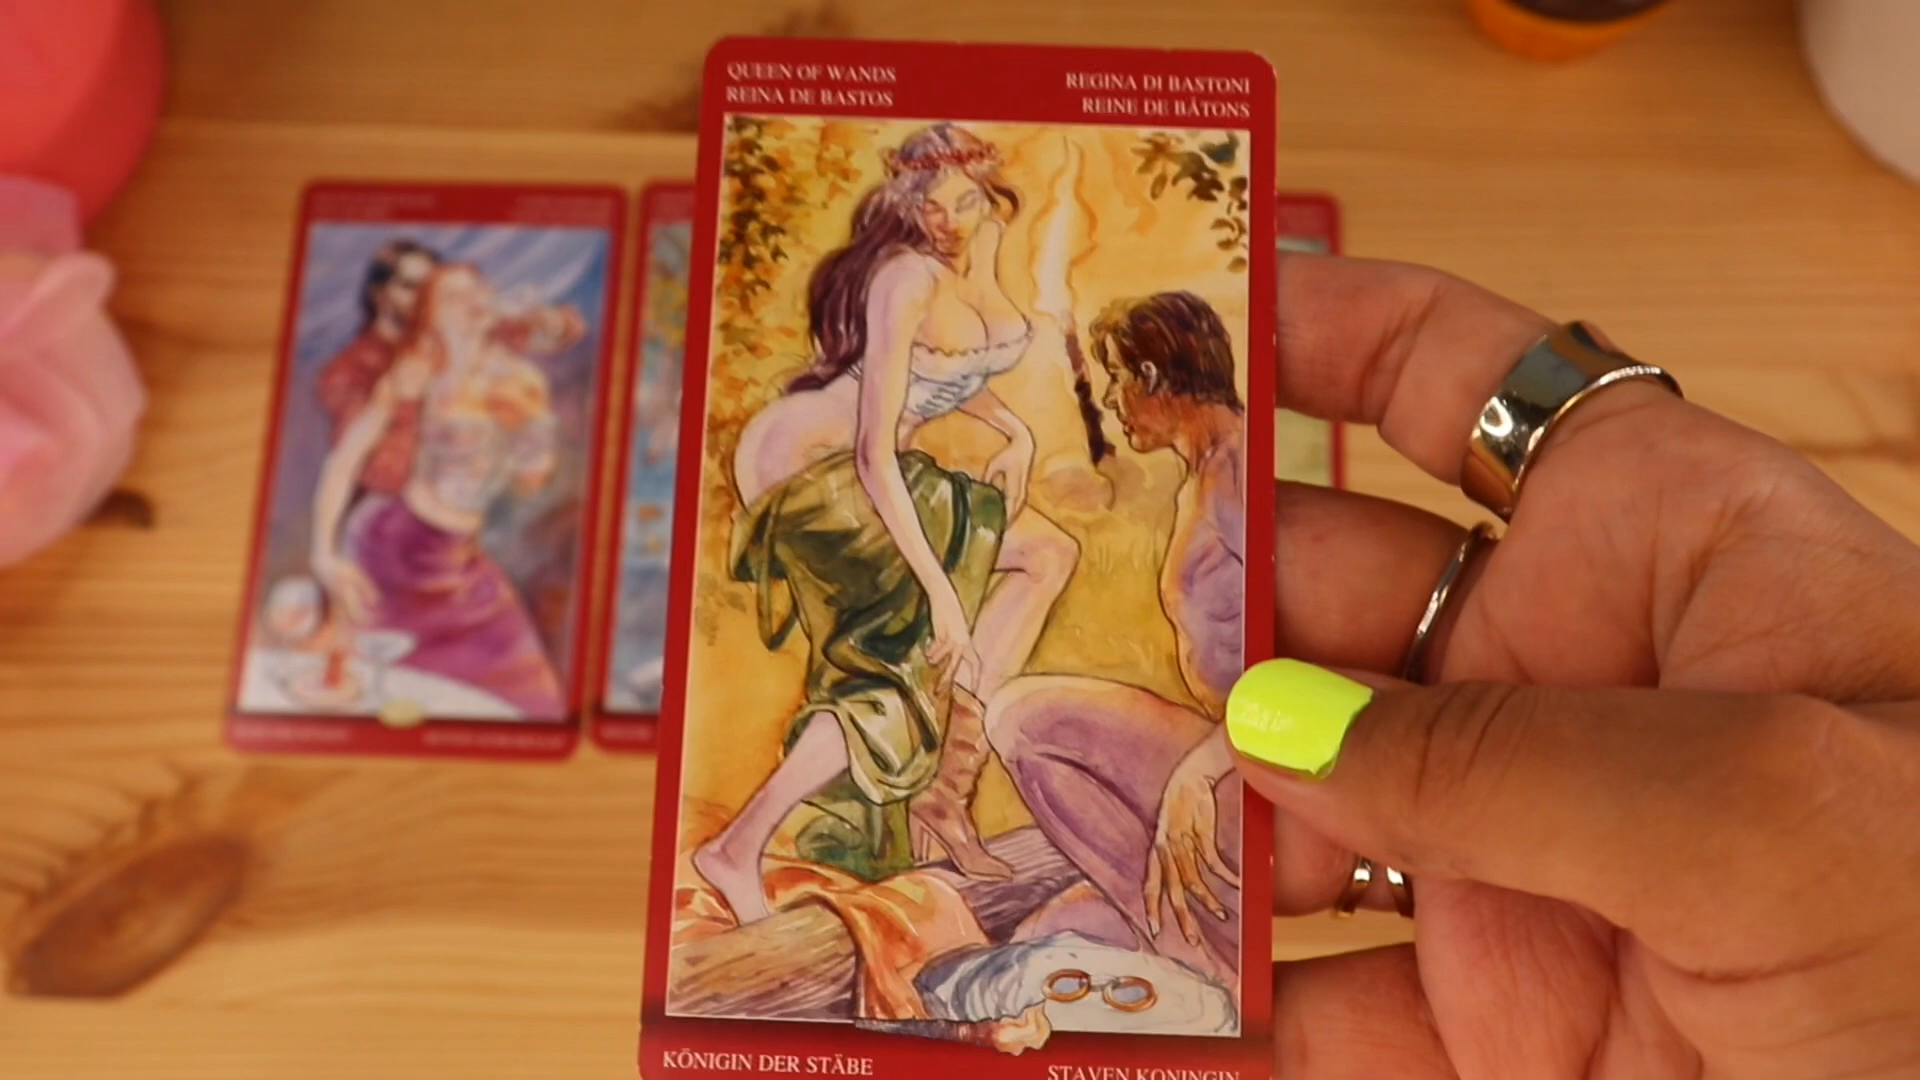 QUEEN OF WANDS
REINA DE BASTOS
REGINA DI BASTONI
REINE DE BÂTONS
KÖNIGIN DER STÄBE
STAVEN KONINGIN